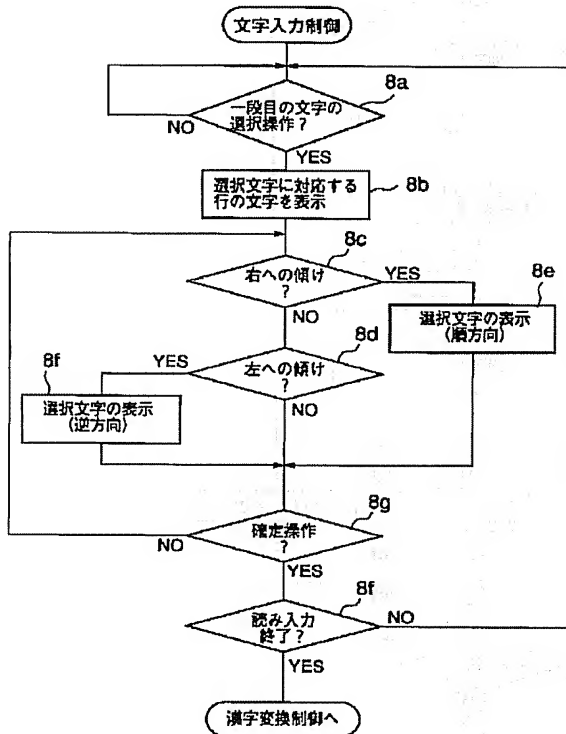 文字入力制御
8a
一段目の文字の
選択操作?
NO
YES
8b
選択文字に対応する
行の文字を表示
8c
右への傾け
?
YES
NO
8e
選択文字の表示
(順方向)
8d
左への傾け
?
YES
NO
8f
選択文字の表示
(逆方向)
8g
確定操作
?
NO
YES
8f
読み入力
終了?
NO
YES
漢字変換制御へ